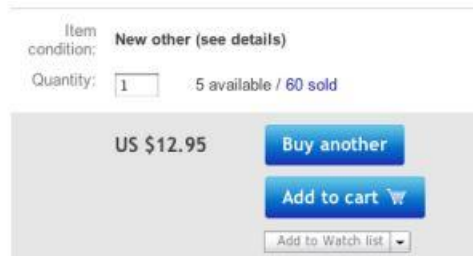 Item condition: New other (see details)
Quantity: 1 5 available / 60 sold
US $12.95 Buy another
Add to cart
Add to Watch list